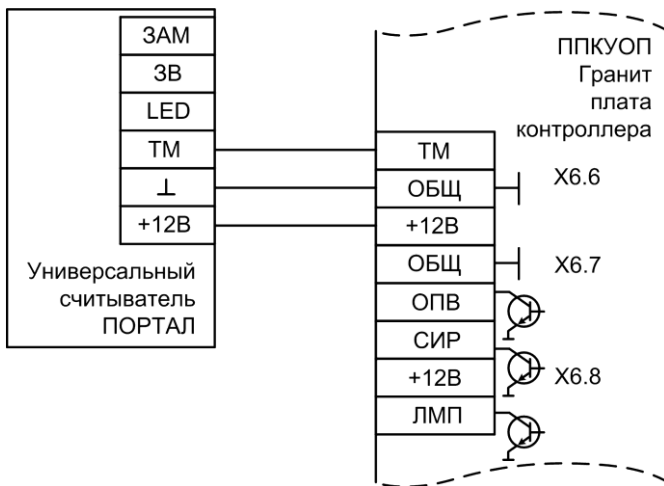 ЗАМ
ЗВ
LED
ТМ
⊥
+12В
Универсальный
считыватель
ПОРТАЛ
ППКУОП
Гранит
плата
контроллера
ТМ
ОБЩ
+12В
ОБЩ
ОПВ
СИР
+12В
ЛМП
X6.6
X6.7
X6.8